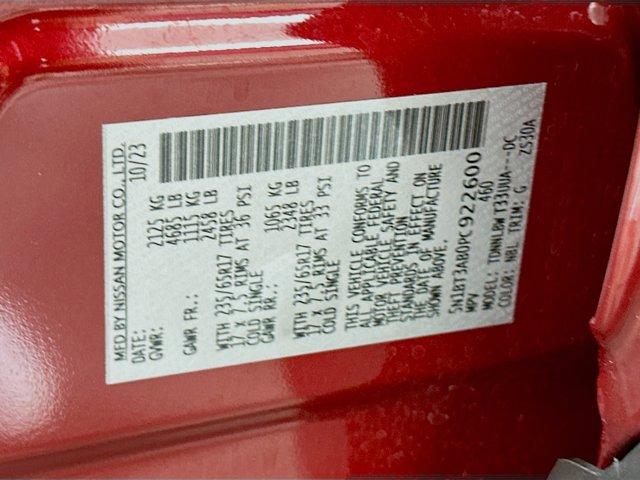 MFD BY NISSAN MOTOR CO., LTD.
DATE: 10/23
GVWR: 2125 KG
4685 LB
GAWR FR.: 1115 KG
2458 LB
WITH 235/65R17 TIRES
17 X 7.5 RIMS AT 36 PSI
COLD SINGLE
GAWR RR.: 1065 KG
2348 LB
WITH 235/65R17 TIRES
17 X 7.5 RIMS AT 33 PSI
COLD SINGLE
THIS VEHICLE CONFORMS TO
ALL APPLICABLE FEDERAL
MOTOR VEHICLE SAFETY AND
THEFT PREVENTION
STANDARDS IN EFFECT ON
THE DATE OF MANUFACTURE
SHOWN ABOVE.
5N1BT3AB0PC922600
MPV 460
MODEL: TDNNLBW T33UUA---DC
COLOR: NBL TRIM: G ZS30A